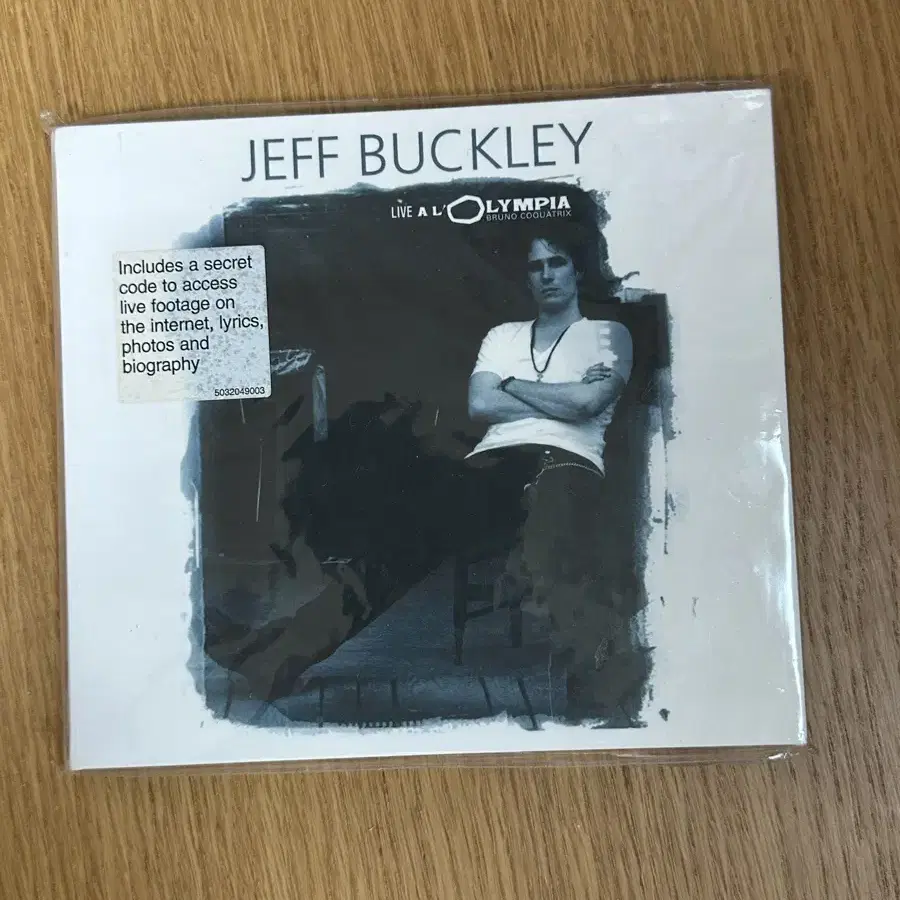 JEFF BUCKLEY
LIVE A L'OLYMPIA
BRUNO COQUATRIX
Includes a secret
code to access
live footage on
the internet, lyrics,
photos and
biography
5032049003